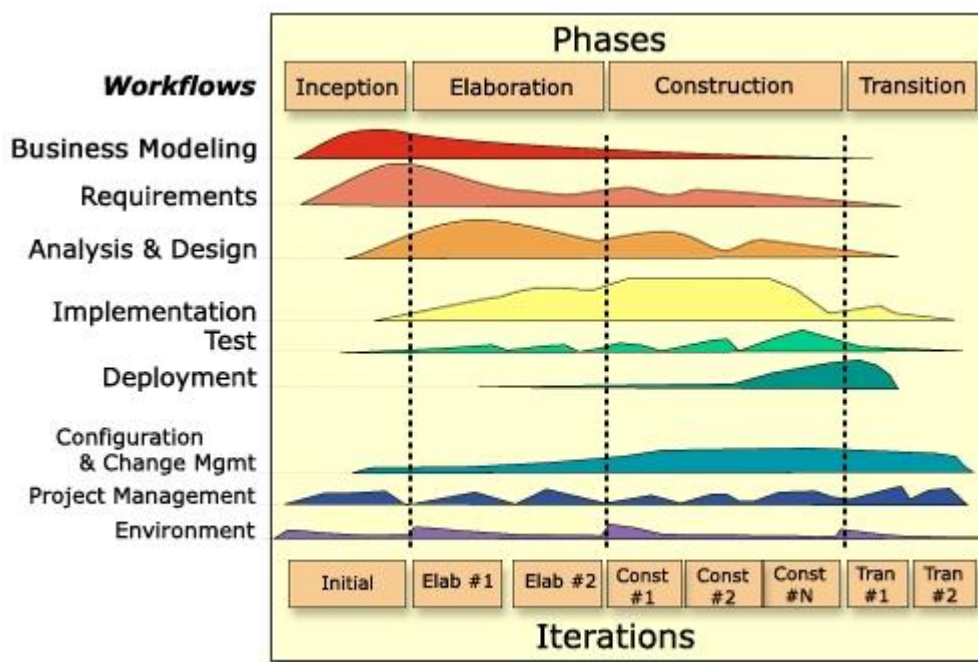 Phases
Workflows
Inception
Elaboration
Construction
Transition
Business Modeling
Requirements
Analysis & Design
Implementation
Test
Deployment
Configuration
& Change Mgmt
Project Management
Environment
Initial
Elab #1
Elab #2
Const
#1
Const
#2
Const
#N
Tran
#1
Tran
#2
Iterations